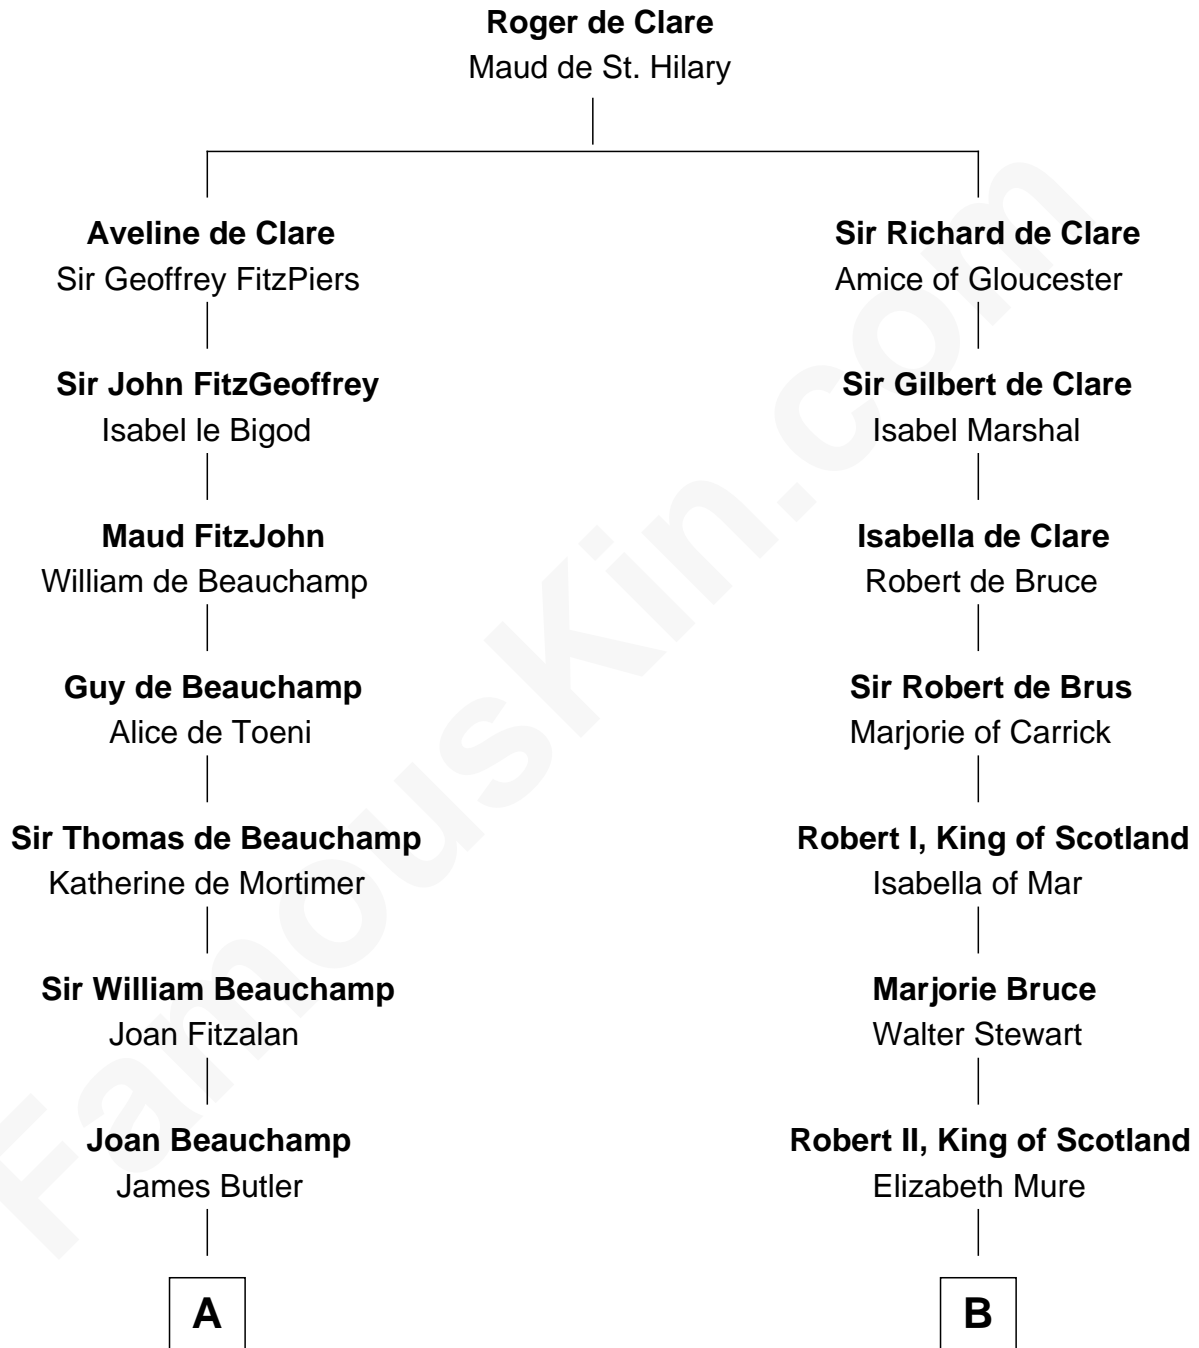 Roger de Clare
Maud de St. Hilary
Aveline de Clare
Sir Geoffrey FitzPiers
Sir Richard de Clare
Amice of Gloucester
Sir John FitzGeoffrey
Isabel le Bigod
Sir Gilbert de Clare
Isabel Marshal
Maud FitzJohn
William de Beauchamp
Isabella de Clare
Robert de Bruce
Guy de Beauchamp
Alice de Toeni
Sir Robert de Brus
Marjorie of Carrick
Sir Thomas de Beauchamp
Katherine de Mortimer
Robert I, King of Scotland
Isabella of Mar
Sir William Beauchamp
Joan Fitzalan
Marjorie Bruce
Walter Stewart
Joan Beauchamp
James Butler
Robert II, King of Scotland
Elizabeth Mure
A
B
FamousKin.com